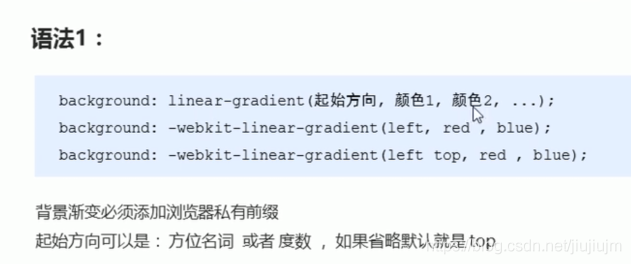 语法1：
background: linear-gradient(起始方向, 颜色1, 颜色2, ...);
background: -webkit-linear-gradient(left, red , blue);
background: -webkit-linear-gradient(left top, red , blue);
背景渐变必须添加浏览器私有前缀
起始方向可以是： 方位名词 或者 度数 ， 如果省略默认就是 top
https://blog.csdn.net/jiujiujm